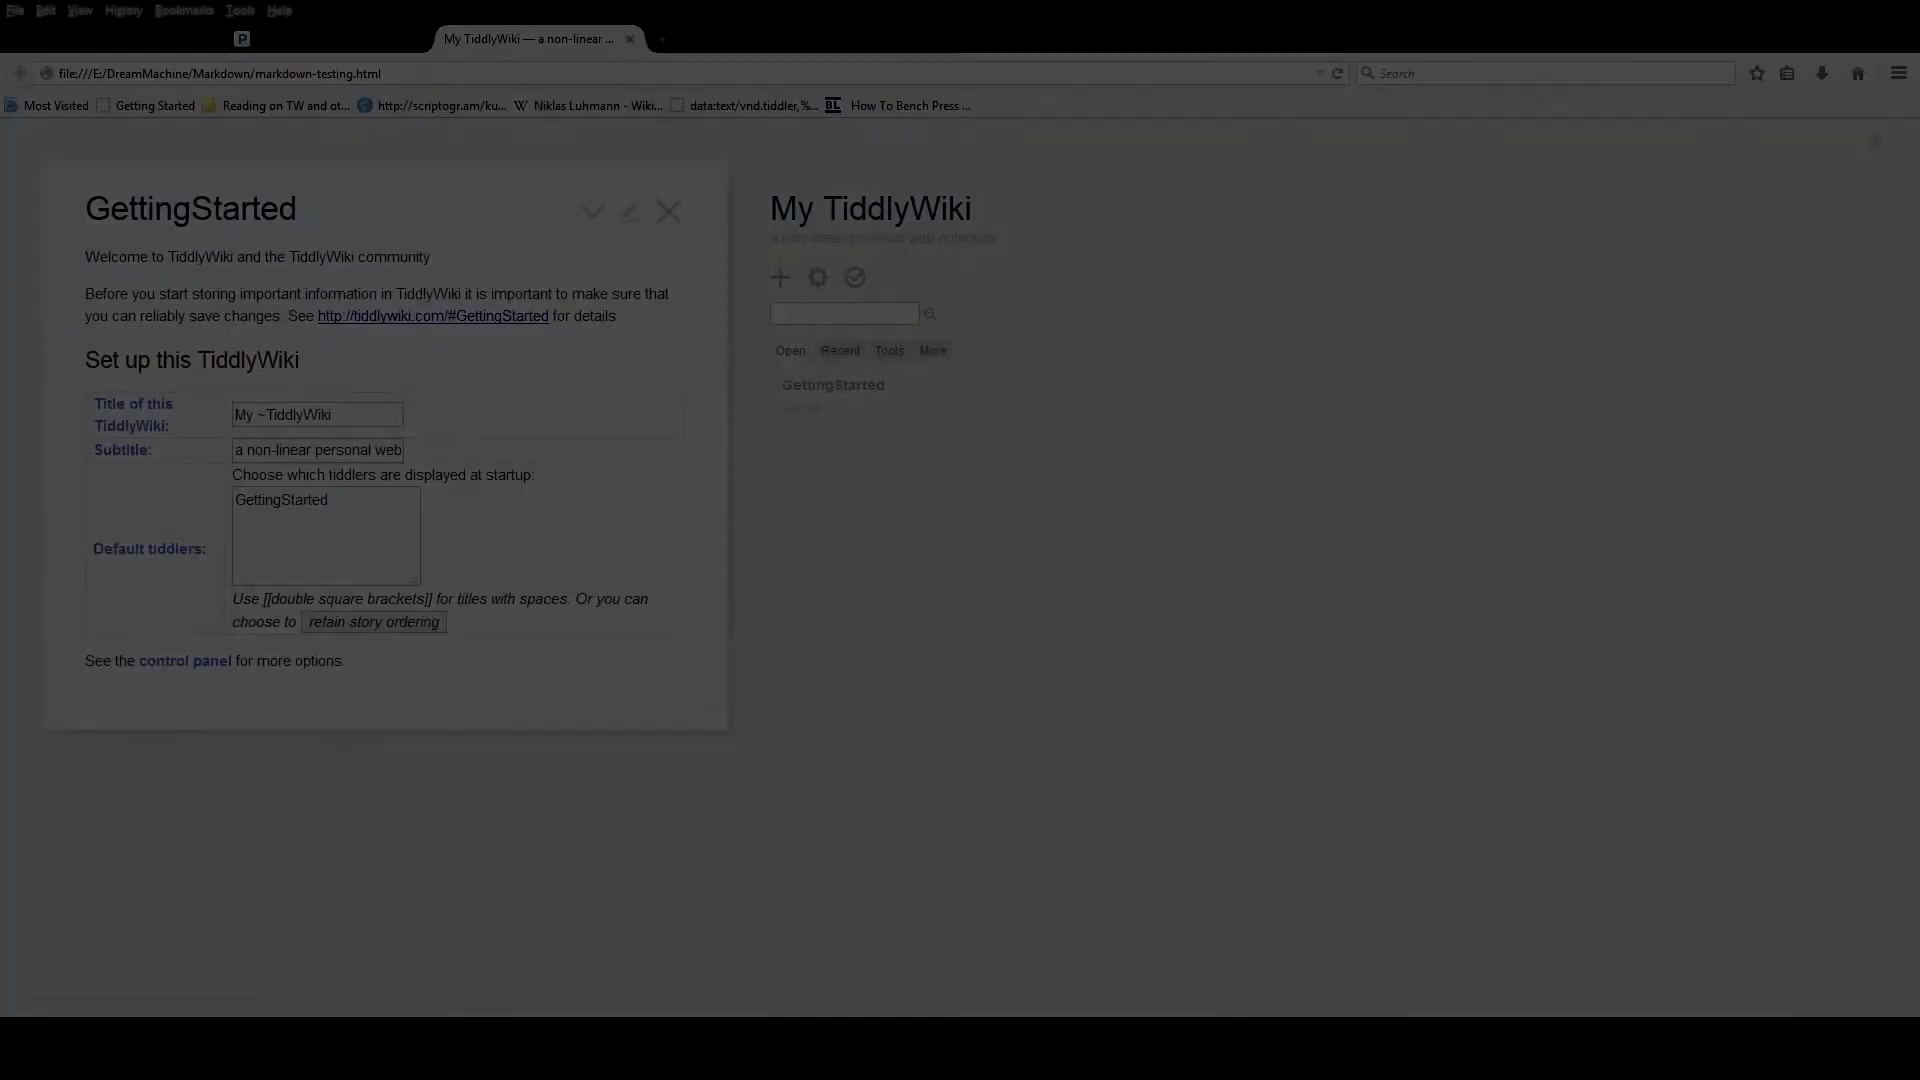 File Edit View History Bookmarks Tools Help
P
My TiddlyWiki — a non-linear ...
file:///E:/DreamMachine/Markdown/markdown-testing.html
Search
Most Visited Getting Started Reading on TW and ot... http://scriptogr.am/ku... W Niklas Luhmann - Wiki... data:text/vnd.tiddler,%... BL How To Bench Press ...
GettingStarted
Welcome to TiddlyWiki and the TiddlyWiki community
Before you start storing important information in TiddlyWiki it is important to make sure that
you can reliably save changes. See http://tiddlywiki.com/#GettingStarted for details
Set up this TiddlyWiki
Title of this
TiddlyWiki:
My ~TiddlyWiki
Subtitle:
a non-linear personal web
Choose which tiddlers are displayed at startup:
GettingStarted
Default tiddlers:
Use [[double square brackets]] for titles with spaces. Or you can
choose to retain story ordering
See the control panel for more options.
My TiddlyWiki
a non-linear personal web notebook
Open Recent Tools More
GettingStarted